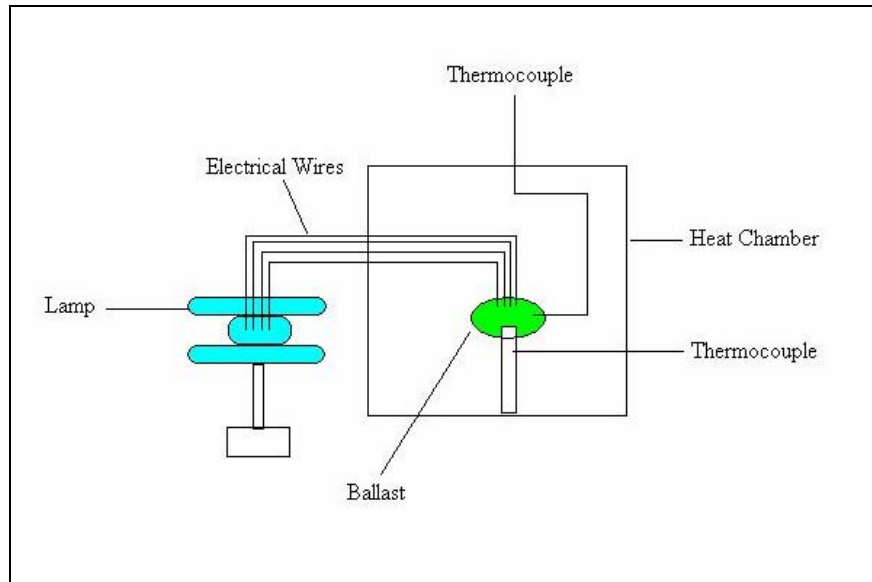 Thermocouple
Electrical Wires
Heat Chamber
Lamp
Thermocouple
Ballast